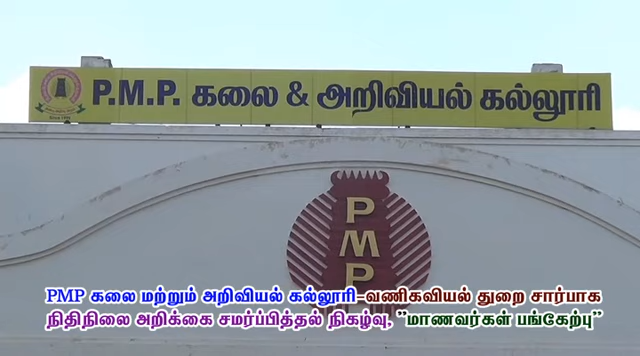 P.M.P. கலை & அறிவியல் கல்லூரி
P
M
P
PMP கலை மற்றும் அறிவியல் கல்லூரி-வணிகவியல் துறை சார்பாக
நிதிநிலை அறிக்கை சமர்ப்பித்தல் நிகழ்வு, ”மாணவர்கள் பங்கேற்பு”